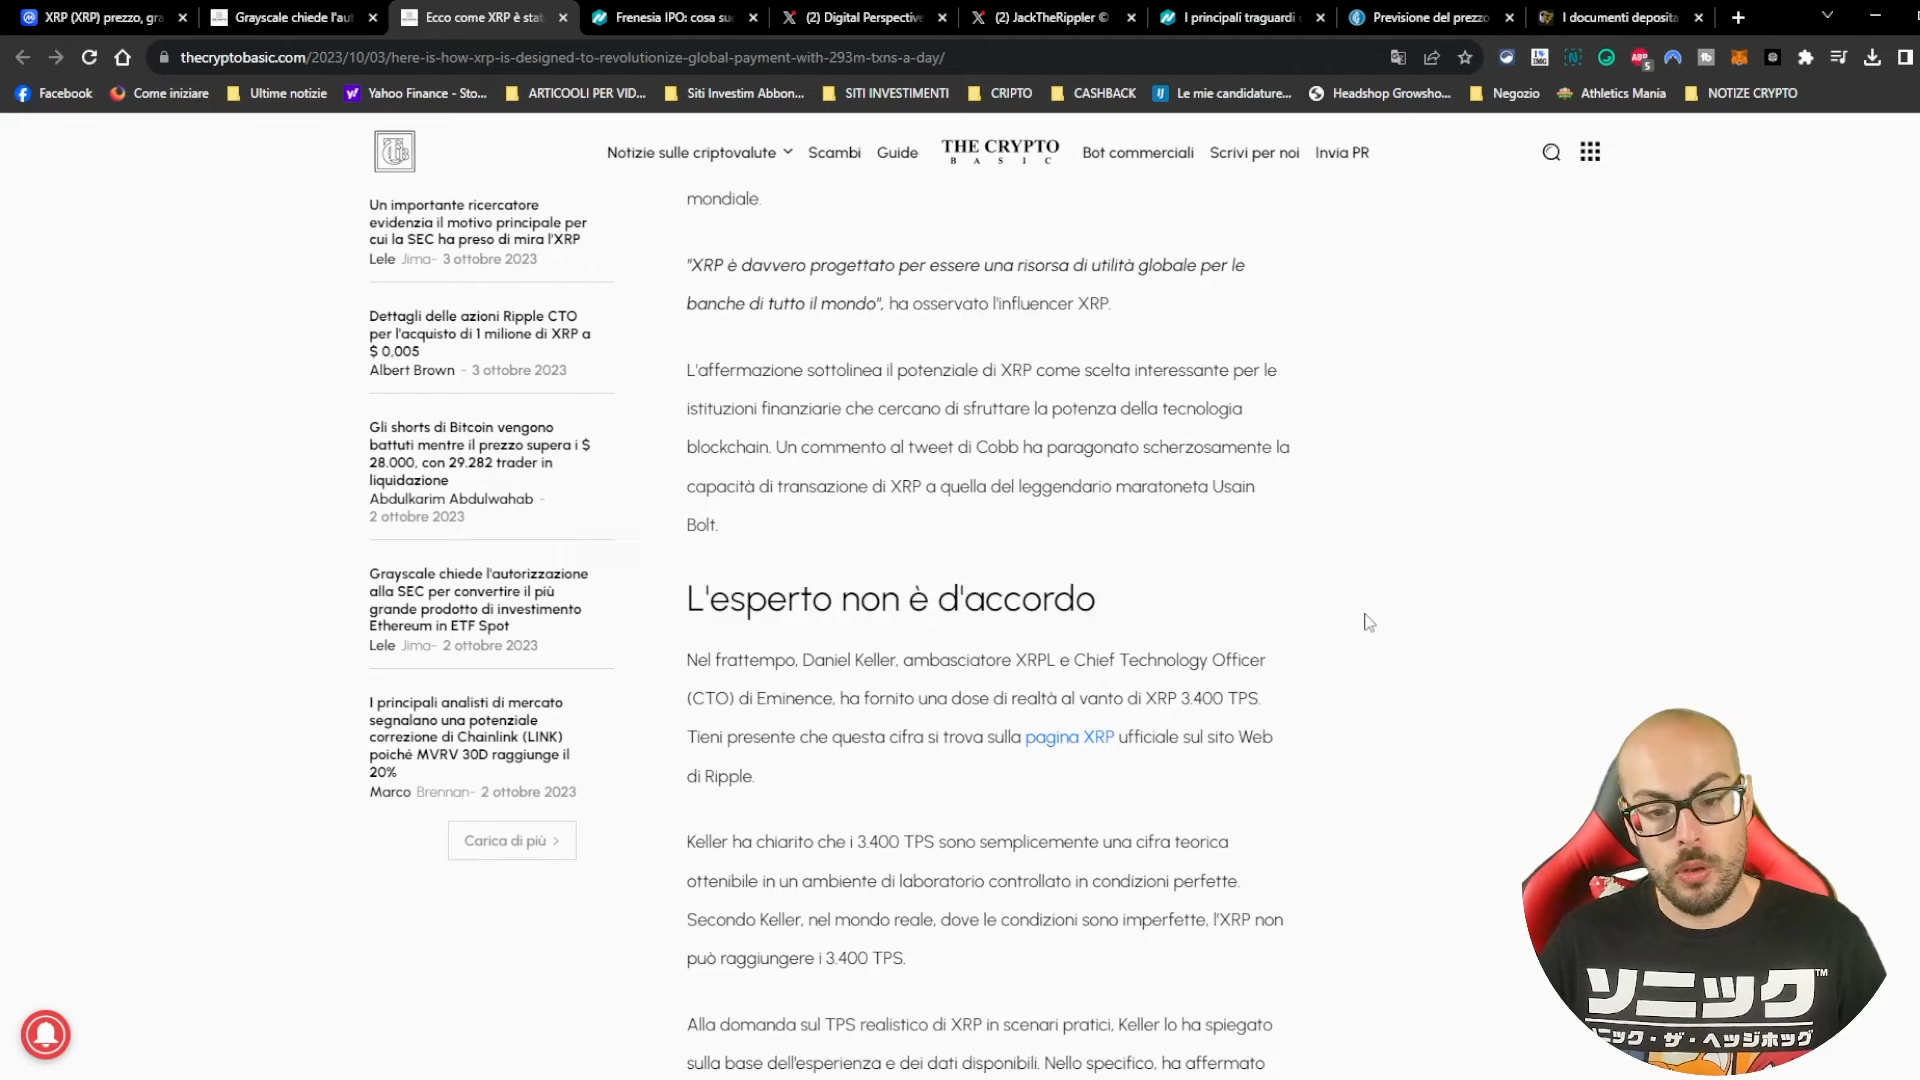 XRP (XRP) prezzo, gra
Grayscale chiede l'aut
Ecco come XRP è stat
Frenesia IPO: cosa suc
(2) Digital Perspective
(2) JackTheRippler ©
I principali traguardi
Previsione del prezzo
I documenti deposita
thecryptobasic.com/2023/10/03/here-is-how-xrp-is-designed-to-revolutionize-global-payment-with-293m-txns-a-day/
Facebook
Come iniziare
Ultime notizie
Yahoo Finance - Sto...
ARTICOOLI PER VID...
Siti Investim Abbon...
SITI INVESTIMENTI
CRIPTO
CASHBACK
Le mie candidature...
Headshop Growsho...
Negozio
Athletics Mania
NOTIZE CRYPTO
Notizie sulle criptovalute
Scambi
Guide
THE CRYPTO
BASIC
Bot commerciali
Scrivi per noi
Invia PR
Un importante ricercatore
evidenzia il motivo principale per
cui la SEC ha preso di mira l'XRP
Lele Jima- 3 ottobre 2023
Dettagli delle azioni Ripple CTO
per l'acquisto di 1 milione di XRP a
$ 0,005
Albert Brown - 3 ottobre 2023
Gli shorts di Bitcoin vengono
battuti mentre il prezzo supera i $
28.000, con 29.282 trader in
liquidazione
Abdulkarim Abdulwahab -
2 ottobre 2023
Grayscale chiede l'autorizzazione
alla SEC per convertire il più
grande prodotto di investimento
Ethereum in ETF Spot
Lele Jima- 2 ottobre 2023
I principali analisti di mercato
segnalano una potenziale
correzione di Chainlink (LINK)
poiché MVRV 30D raggiunge il
20%
Marco Brennan- 2 ottobre 2023
Carica di più >
mondiale.
"XRP è davvero progettato per essere una risorsa di utilità globale per le
banche di tutto il mondo", ha osservato l'influencer XRP.
L'affermazione sottolinea il potenziale di XRP come scelta interessante per le
istituzioni finanziarie che cercano di sfruttare la potenza della tecnologia
blockchain. Un commento al tweet di Cobb ha paragonato scherzosamente la
capacità di transazione di XRP a quella del leggendario maratoneta Usain
Bolt.
L'esperto non è d'accordo
Nel frattempo, Daniel Keller, ambasciatore XRPL e Chief Technology Officer
(CTO) di Eminence, ha fornito una dose di realtà al vanto di XRP 3.400 TPS.
Tieni presente che questa cifra si trova sulla pagina XRP ufficiale sul sito Web
di Ripple.
Keller ha chiarito che i 3.400 TPS sono semplicemente una cifra teorica
ottenibile in un ambiente di laboratorio controllato in condizioni perfette.
Secondo Keller, nel mondo reale, dove le condizioni sono imperfette, l'XRP non
può raggiungere i 3.400 TPS.
Alla domanda sul TPS realistico di XRP in scenari pratici, Keller lo ha spiegato
sulla base dell'esperienza e dei dati disponibili. Nello specifico, ha affermato
ソニック™
ニック・ザ・ヘッジホッグ